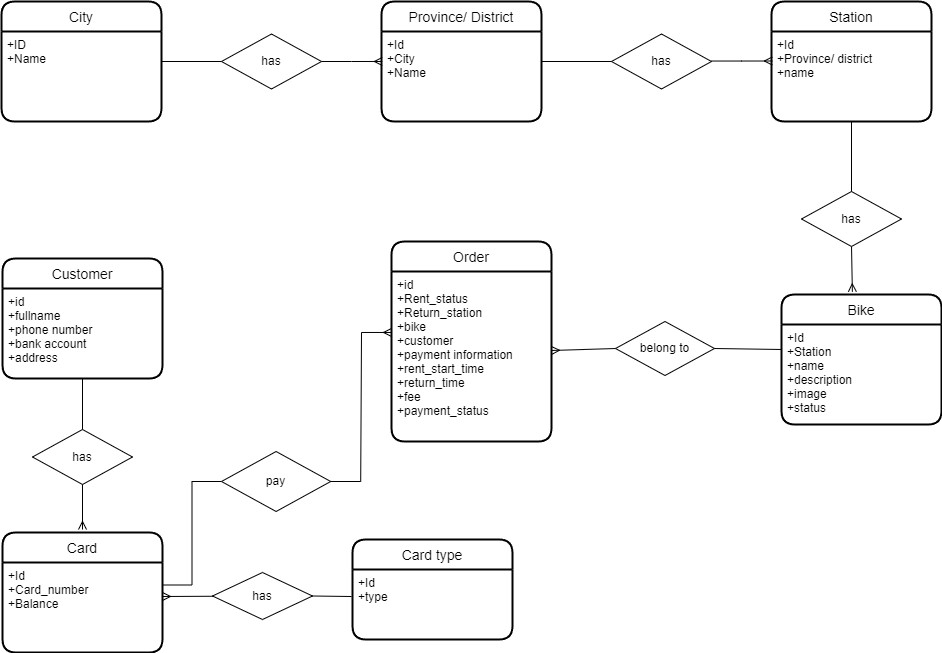 City
+ID
+Name
has
Province/ District
+Id
+City
+Name
has
Station
+Id
+Province/ district
+name
has
Customer
+id
+fullname
+phone number
+bank account
+address
has
Order
+id
+Rent_status
+Return_station
+bike
+customer
+payment information
+rent_start_time
+return_time
+fee
+payment_status
belong to
Bike
+Id
+Station
+name
+description
+image
+status
pay
Card
+Id
+Card_number
+Balance
has
Card type
+Id
+type